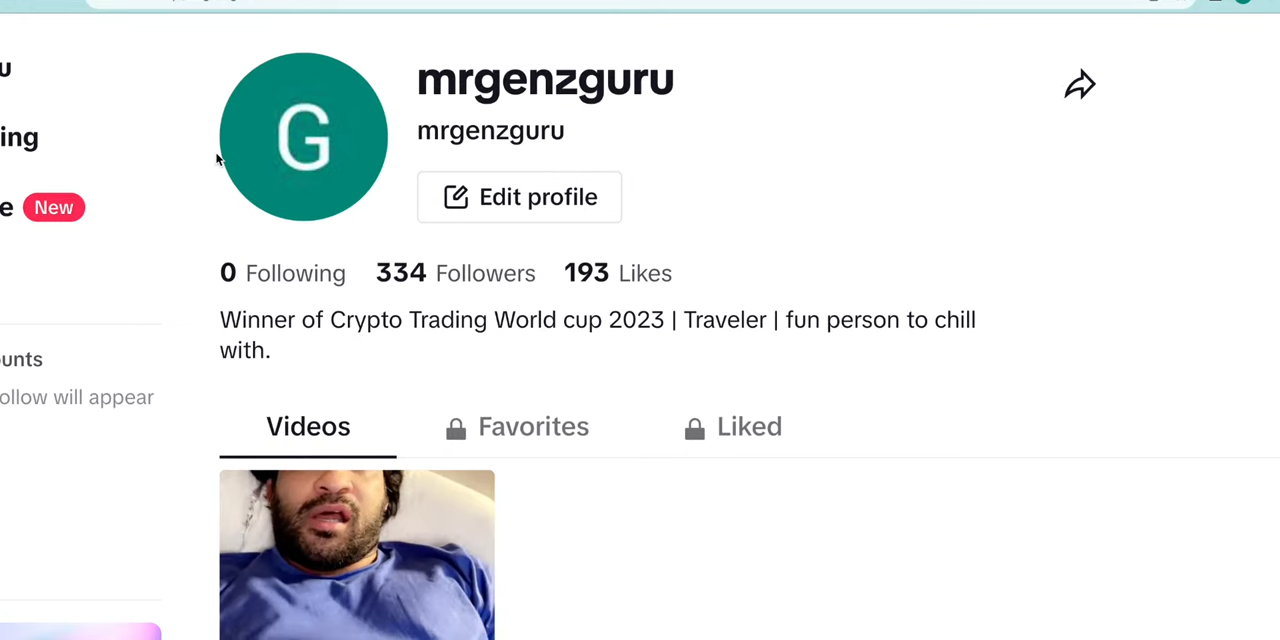 u
mrgenzguru
G
mrgenzguru
ing
Edit profile
e New
0 Following 334 Followers 193 Likes
Winner of Crypto Trading World cup 2023 | Traveler | fun person to chill
with.
ounts
ollow will appear
Videos Favorites Liked